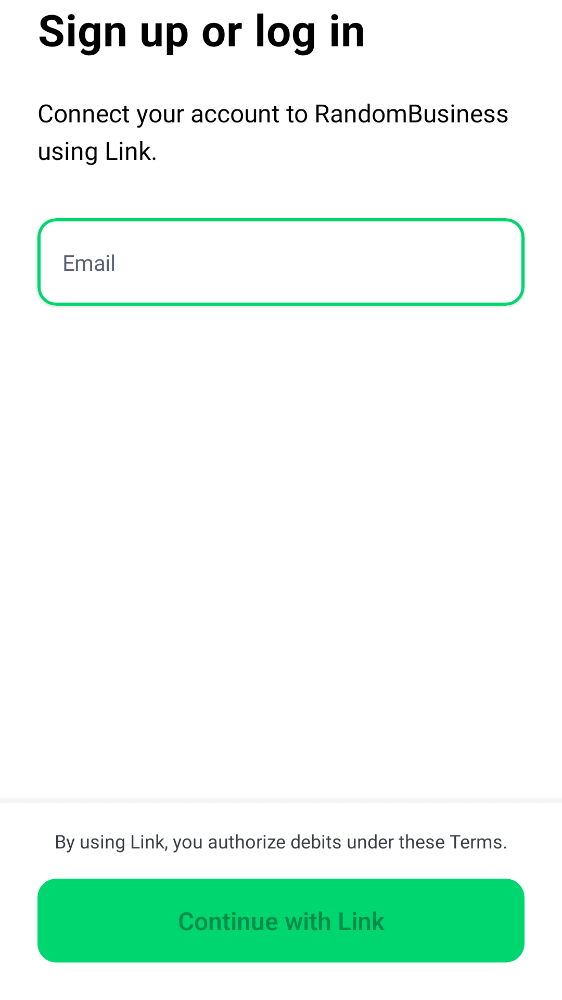 Sign up or log in
Connect your account to RandomBusiness
using Link.
Email
By using Link, you authorize debits under these Terms.
Continue with Link